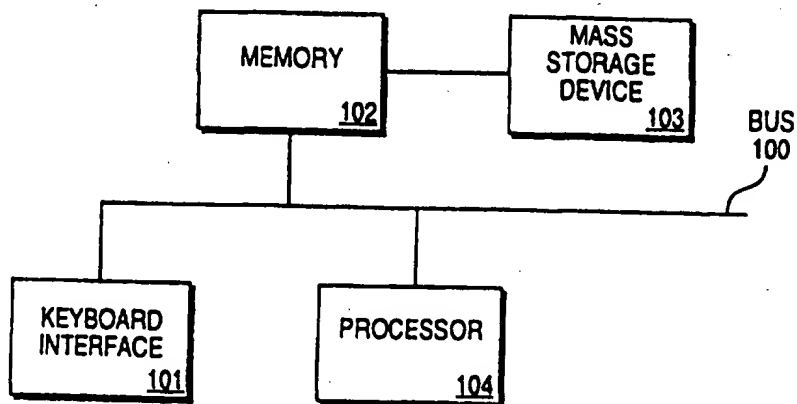 MEMORY
102
MASS
STORAGE
DEVICE
103
BUS
100
KEYBOARD
INTERFACE
101
PROCESSOR
104